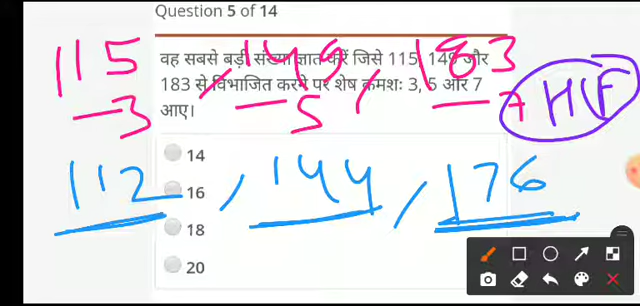 Question 5 of 14
वह सबसे बड़ी संख्या ज्ञात करें जिसे 115, 149 और
183 से विभाजित करने पर शेष क्रमशः 3, 5 और 7
आए।
115 , 149 , 183
3 5 7 HCF
14
16
18
20
112 , 144 , 176